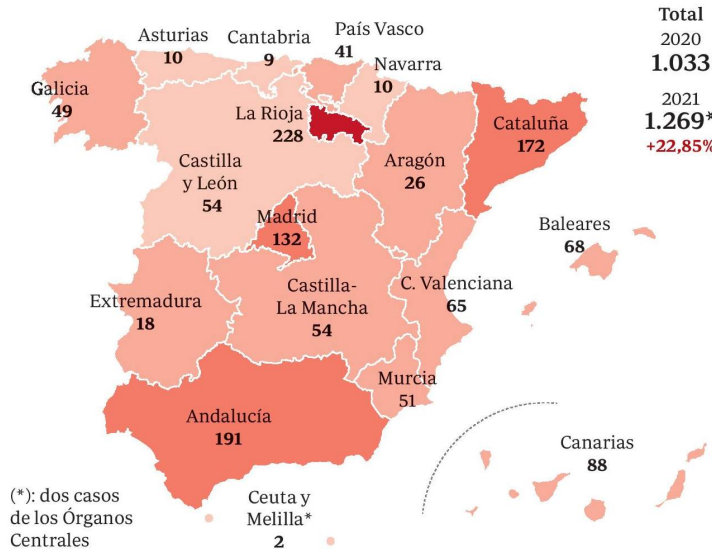 Asturias
10
Cantabria
9
País Vasco
41
Navarra
10
Total
2020
1.033
2021
1.269*
+22,85%
Galicia
49
La Rioja
228
Cataluña
172
Castilla
y León
54
Aragón
26
Madrid
132
Baleares
68
Extremadura
18
Castilla-
La Mancha
54
C. Valenciana
65
Murcia
51
Andalucía
191
Canarias
88
(*): dos casos
de los Órganos
Centrales
Ceuta y
Melilla*
2